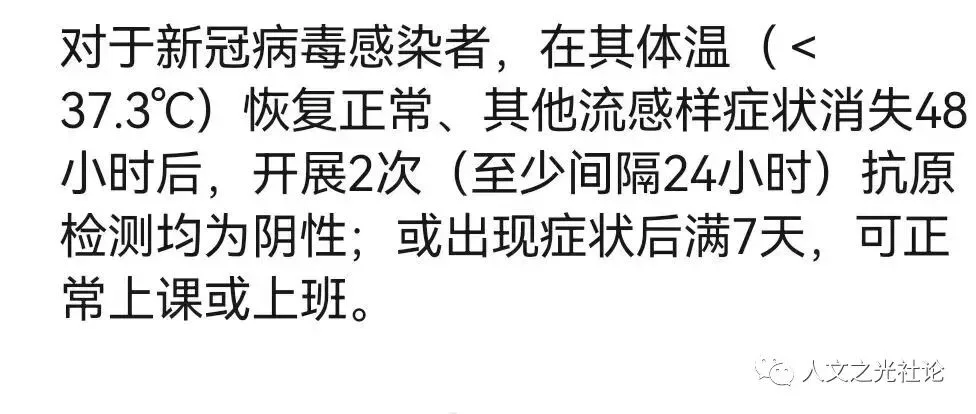 对于新冠病毒感染者，在其体温（<
37.3℃）恢复正常、其他流感样症状消失48
小时后，开展2次（至少间隔24小时）抗原
检测均为阴性；或出现症状后满7天，可正
常上课或上班。
人文之光社论